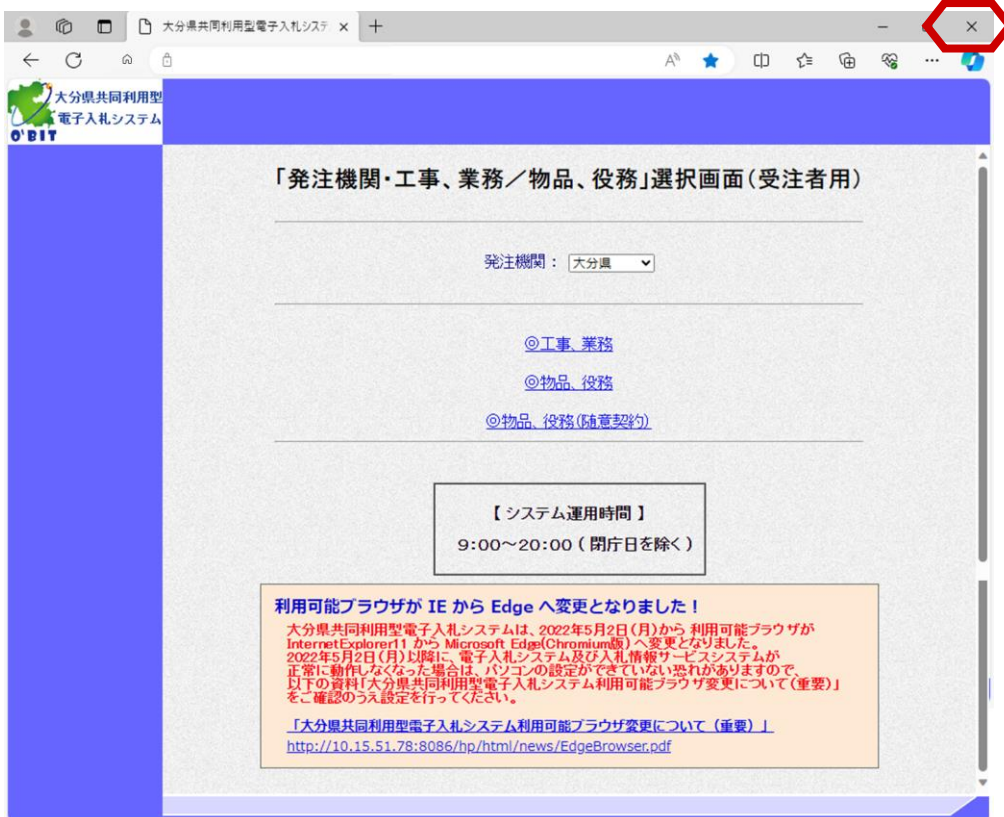 大分県共同利用型電子入札システ
大分県共同利用型
電子入札システム
O'BIT
「発注機関・工事、業務／物品、役務」選択画面（受注者用）
発注機関： 大分県
◎工事、業務
◎物品、役務
◎物品、役務（随意契約）
【 システム運用時間 】
9:00～20:00（ 閉庁日を除く ）
利用可能ブラウザが IE から Edge へ変更となりました！
大分県共同利用型電子入札システムは、2022年5月2日（月）から 利用可能ブラウザが
InternetExplorer11 から Microsoft Edge(Chromium版) へ変更となりました。
2022年5月2日（月）以降に、電子入札システム及び入札情報サービスシステムが
正常に動作しなくなった場合は、パソコンの設定ができていない恐れがありますので、
以下の資料「大分県共同利用型電子入札システム利用可能ブラウザ変更について（重要）」
をご確認のうえ設定を行ってください。
「大分県共同利用型電子入札システム利用可能ブラウザ変更について（重要）」
http://10.15.51.78:8086/hp/html/news/EdgeBrowser.pdf